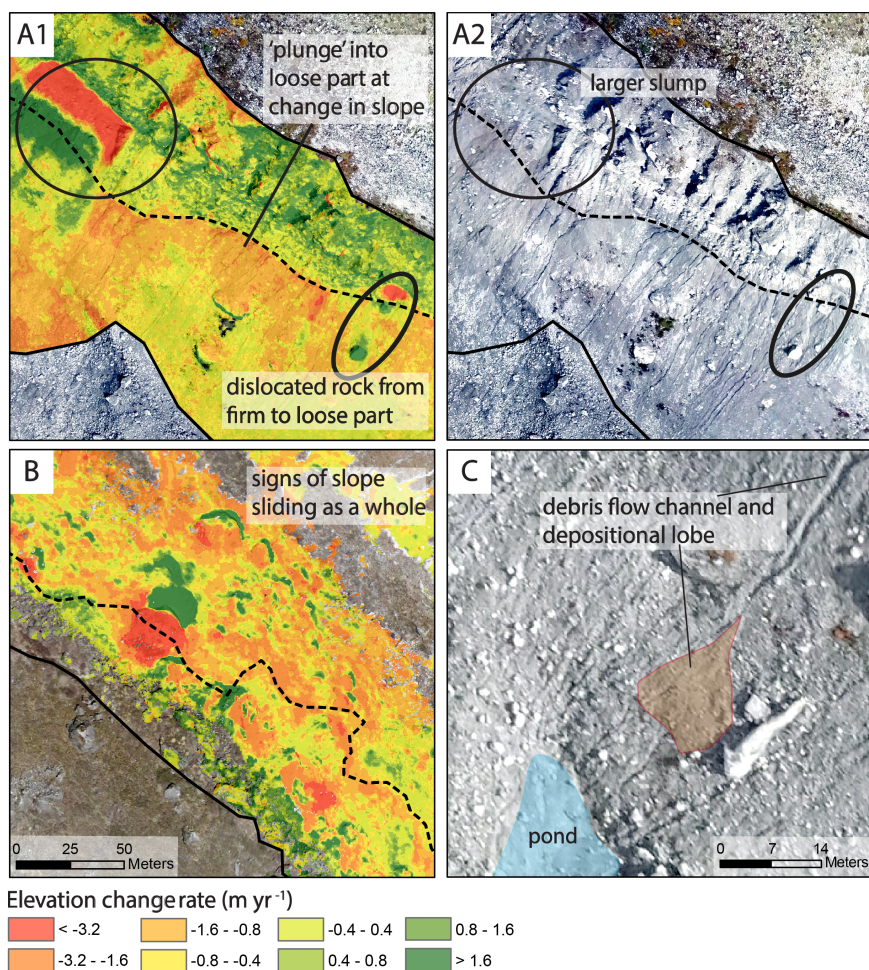 A1
'plunge' into
loose part at
change in slope
dislocated rock from
firm to loose part
A2
larger slump
B
signs of slope
sliding as a whole
0 25 50
Meters
C
debris flow channel and
depositional lobe
pond
0 7 14
Meters
Elevation change rate (m yr⁻¹)
< -3.2
-1.6 - -0.8
-0.4 - 0.4
0.8 - 1.6
-3.2 - -1.6
-0.8 - -0.4
0.4 - 0.8
> 1.6